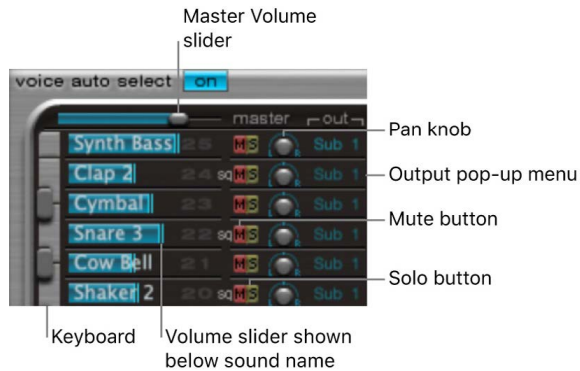 Master Volume
slider
voice auto select on
master out
Synth Bass 25 M S Sub 1
Pan knob
Clap 2 24 sq M S Sub 1
Output pop-up menu
Cymbal 23 M S Sub 1
Mute button
Snare 3 22 sq M S Sub 1
Cow Bell 21 M S Sub 1
Solo button
Shaker 2 20 sq M S Sub 1
Keyboard
Volume slider shown
below sound name